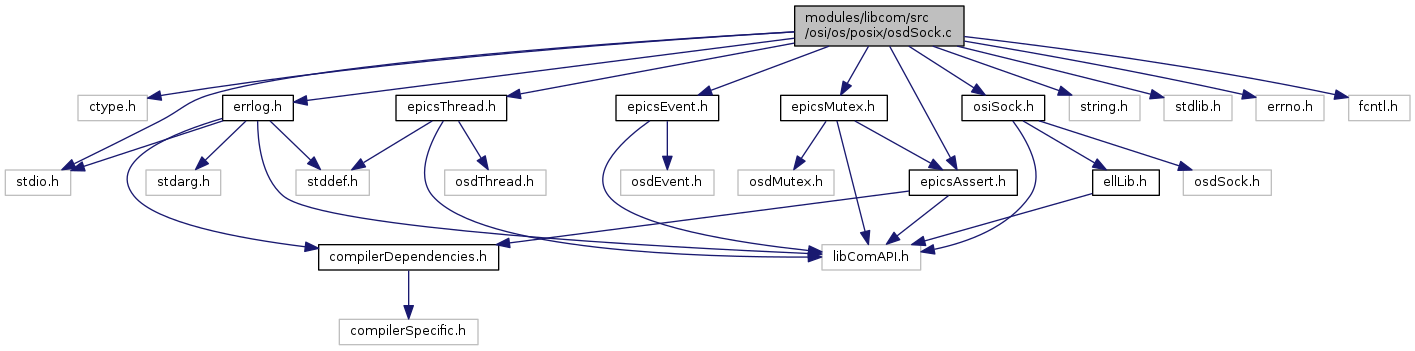 modules/libcom/src
/osi/os/posix/osdSock.c
ctype.h
errlog.h
epicsThread.h
epicsEvent.h
epicsMutex.h
osiSock.h
string.h
stdlib.h
errno.h
fcntl.h
stdio.h
stdarg.h
stddef.h
osdThread.h
osdEvent.h
osdMutex.h
epicsAssert.h
ellLib.h
osdSock.h
compilerDependencies.h
libComAPI.h
compilerSpecific.h